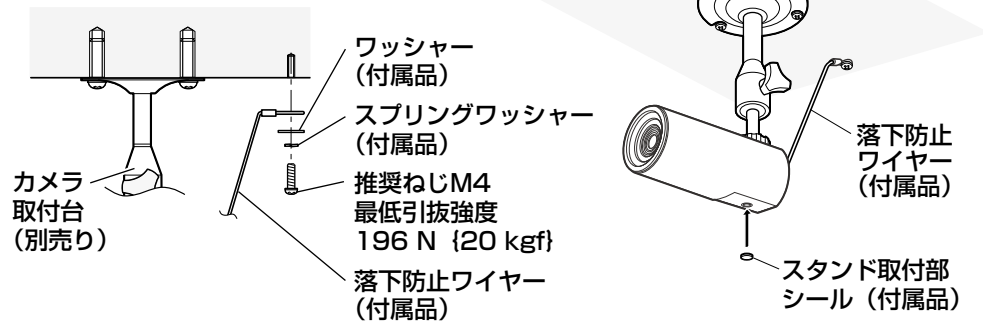 ワッシャー
（付属品）
スプリングワッシャー
（付属品）
カメラ
取付台
（別売り）
推奨ねじM4
最低引抜強度
196 N {20 kgf}
落下防止ワイヤー
（付属品）
落下防止
ワイヤー
（付属品）
スタンド取付部
シール（付属品）